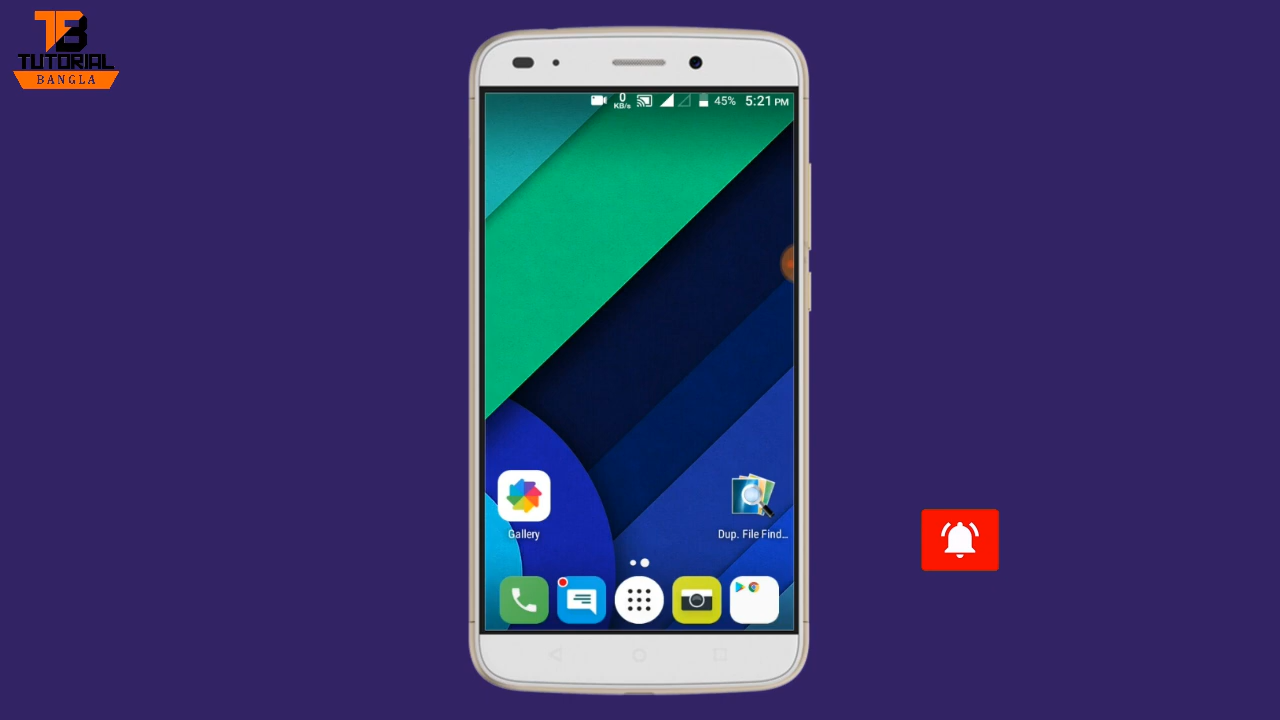 TB
TUTORIAL
BANGLA
0
KB/s
45%
5:21 PM
Gallery
Dup. File Find...